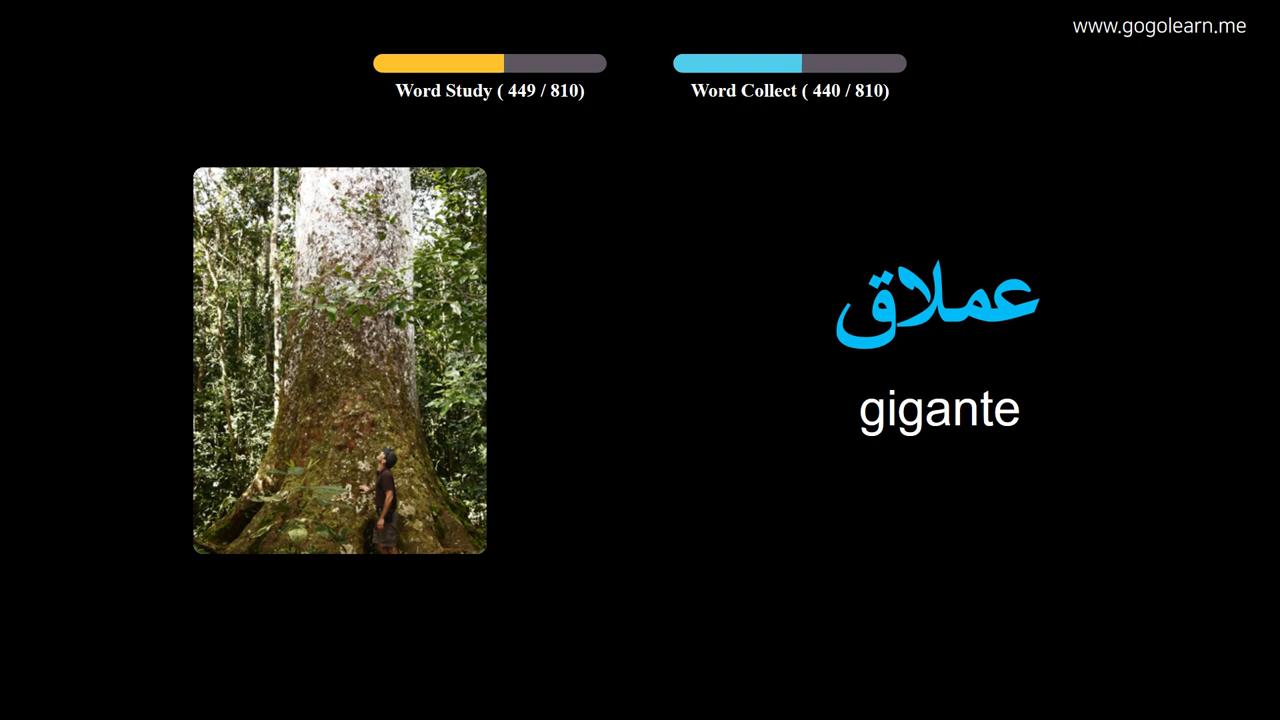 www.gogolearn.me
Word Study ( 449 / 810)
Word Collect ( 440 / 810)
عملاق
gigante